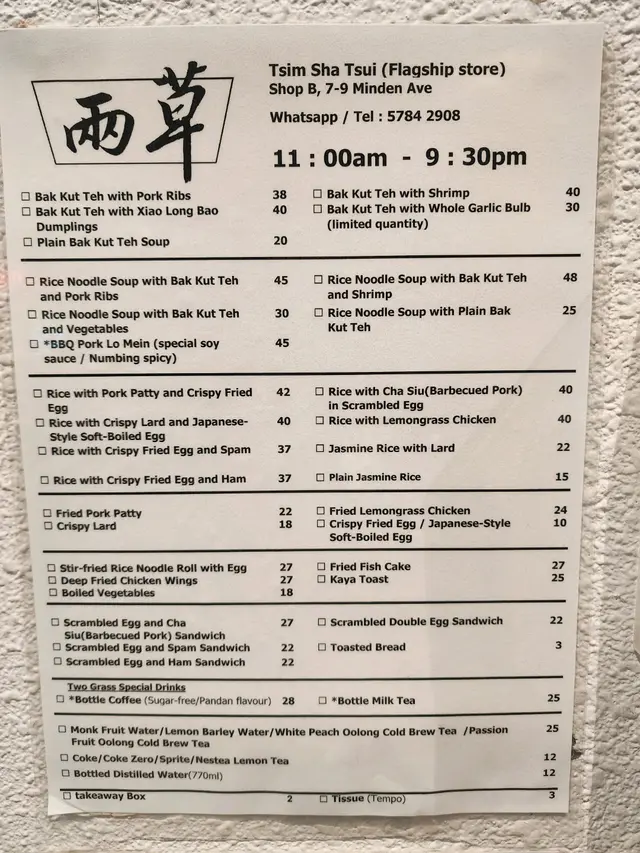 兩草
Tsim Sha Tsui (Flagship store)
Shop B, 7-9 Minden Ave
Whatsapp / Tel : 5784 2908
11 : 00am - 9 : 30pm
☐ Bak Kut Teh with Pork Ribs 38
☐ Bak Kut Teh with Xiao Long Bao 40
Dumplings
☐ Plain Bak Kut Teh Soup 20
☐ Bak Kut Teh with Shrimp 40
☐ Bak Kut Teh with Whole Garlic Bulb 30
(limited quantity)
☐ Rice Noodle Soup with Bak Kut Teh 45
and Pork Ribs
☐ Rice Noodle Soup with Bak Kut Teh 30
and Vegetables
☐ *BBQ Pork Lo Mein (special soy 45
sauce / Numbing spicy)
☐ Rice Noodle Soup with Bak Kut Teh 48
and Shrimp
☐ Rice Noodle Soup with Plain Bak 25
Kut Teh
☐ Rice with Pork Patty and Crispy Fried 42
Egg
☐ Rice with Crispy Lard and Japanese- 40
Style Soft-Boiled Egg
☐ Rice with Crispy Fried Egg and Spam 37
☐ Rice with Crispy Fried Egg and Ham 37
☐ Rice with Cha Siu(Barbecued Pork) 40
in Scrambled Egg
☐ Rice with Lemongrass Chicken 40
☐ Jasmine Rice with Lard 22
☐ Plain Jasmine Rice 15
☐ Fried Pork Patty 22
☐ Crispy Lard 18
☐ Fried Lemongrass Chicken 24
☐ Crispy Fried Egg / Japanese-Style 10
Soft-Boiled Egg
☐ Stir-fried Rice Noodle Roll with Egg 27
☐ Deep Fried Chicken Wings 27
☐ Boiled Vegetables 18
☐ Fried Fish Cake 27
☐ Kaya Toast 25
☐ Scrambled Egg and Cha 27
Siu(Barbecued Pork) Sandwich
☐ Scrambled Egg and Spam Sandwich 22
☐ Scrambled Egg and Ham Sandwich 22
☐ Scrambled Double Egg Sandwich 22
☐ Toasted Bread 3
Two Grass Special Drinks
☐ *Bottle Coffee (Sugar-free/Pandan flavour) 28
☐ *Bottle Milk Tea 25
☐ Monk Fruit Water/Lemon Barley Water/White Peach Oolong Cold Brew Tea /Passion 25
Fruit Oolong Cold Brew Tea
☐ Coke/Coke Zero/Sprite/Nestea Lemon Tea 12
☐ Bottled Distilled Water(770ml) 12
☐ takeaway Box 2
☐ Tissue (Tempo) 3